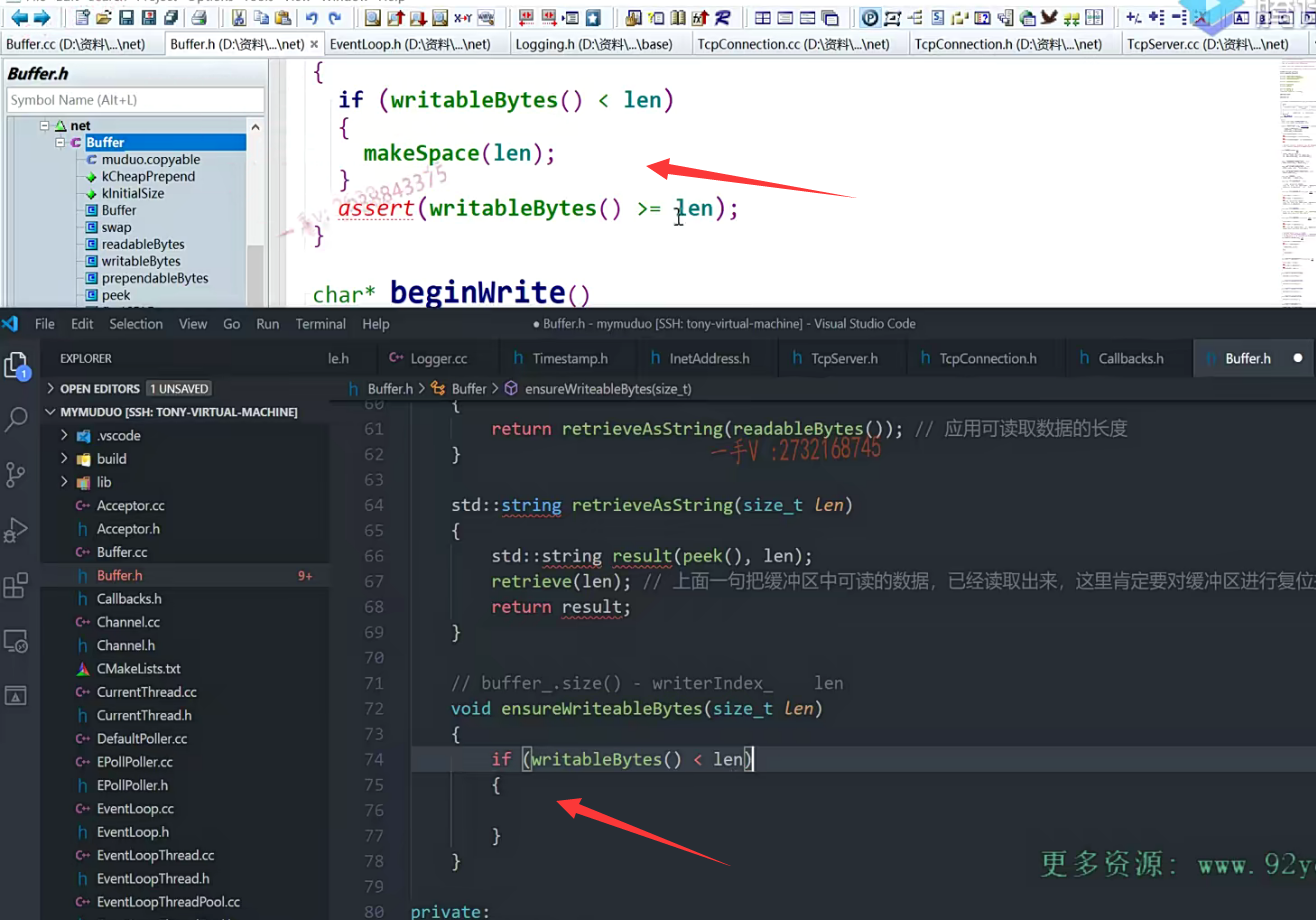 Buffer.cc (D:\资料\...\net)
Buffer.h (D:\资料\...\net) ×
EventLoop.h (D:\资料\...\net)
Logging.h (D:\资料\...\base)
TcpConnection.cc (D:\资料\...\net)
TcpConnection.h (D:\资料\...\net)
TcpServer.cc (D:\资料\...\net)
Buffer.h
Symbol Name (Alt+L)
net
Buffer
muduo.copyable
kCheapPrepend
kInitialSize
Buffer
swap
readableBytes
writableBytes
prependableBytes
peek
{
if (writableBytes() < len)
{
makeSpace(len);
}
assert(writableBytes() >= len);
}
char* beginWrite()
File Edit Selection View Go Run Terminal Help
● Buffer.h - mymuduo [SSH: tony-virtual-machine] - Visual Studio Code
EXPLORER
le.h
Logger.cc
Timestamp.h
InetAddress.h
TcpServer.h
TcpConnection.h
Callbacks.h
Buffer.h ●
1
OPEN EDITORS 1 UNSAVED
MYMUDUO [SSH: TONY-VIRTUAL-MACHINE]
.vscode
build
lib
Acceptor.cc
Acceptor.h
Buffer.cc
Buffer.h 9+
Callbacks.h
Channel.cc
Channel.h
CMakeLists.txt
CurrentThread.cc
CurrentThread.h
DefaultPoller.cc
EPollPoller.cc
EPollPoller.h
EventLoop.cc
EventLoop.h
EventLoopThread.cc
EventLoopThread.h
EventLoopThreadPool.cc
Buffer.h > Buffer > ensureWriteableBytes(size_t)
60 {
61 return retrieveAsString(readableBytes()); // 应用可读取数据的长度
一手V :2732168745
62 }
63
64 std::string retrieveAsString(size_t len)
65 {
66 std::string result(peek(), len);
67 retrieve(len); // 上面一句把缓冲区中可读的数据，已经读取出来，这里肯定要对缓冲区进行复位
68 return result;
69 }
70
71 // buffer_.size() - writerIndex_ len
72 void ensureWriteableBytes(size_t len)
73 {
74 if (writableBytes() < len)
75 {
76
77 }
78 }
79
80 private:
更多资源: www.92y